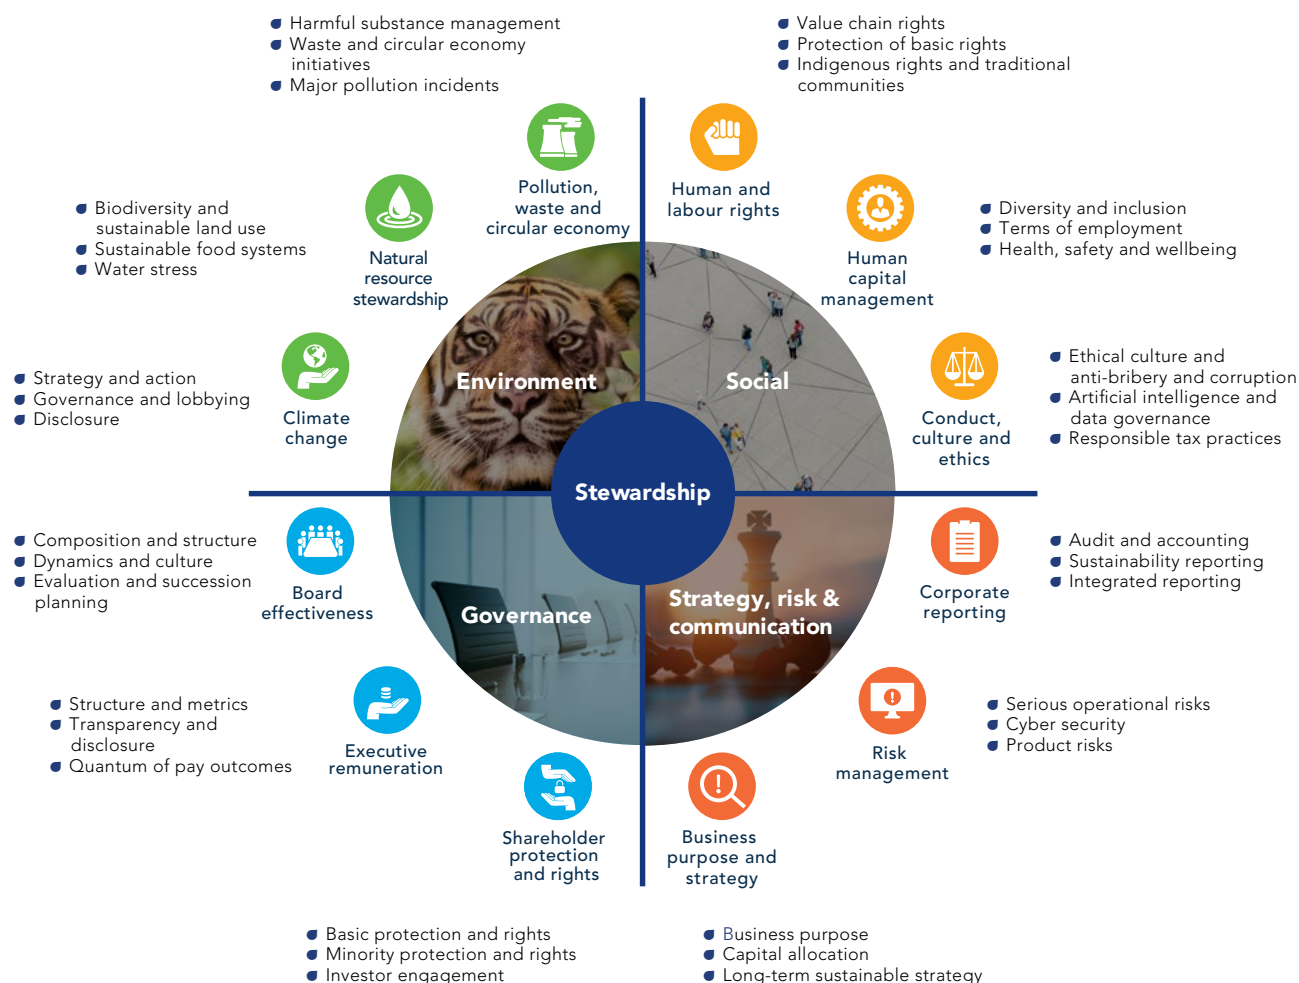 Harmful substance management
Waste and circular economy
initiatives
Major pollution incidents
Value chain rights
Protection of basic rights
Indigenous rights and traditional
communities
Pollution,
waste and
circular economy
Human and
labour rights
Biodiversity and
sustainable land use
Sustainable food systems
Water stress
Natural
resource
stewardship
Human
capital
management
Diversity and inclusion
Terms of employment
Health, safety and wellbeing
Strategy and action
Governance and lobbying
Disclosure
Climate
change
Environment
Social
Conduct,
culture and
ethics
Ethical culture and
anti-bribery and corruption
Artificial intelligence and
data governance
Responsible tax practices
Stewardship
Composition and structure
Dynamics and culture
Evaluation and succession
planning
Board
effectiveness
Governance
Strategy, risk &
communication
Corporate
reporting
Audit and accounting
Sustainability reporting
Integrated reporting
Structure and metrics
Transparency and
disclosure
Quantum of pay outcomes
Executive
remuneration
Risk
management
Serious operational risks
Cyber security
Product risks
Shareholder
protection
and rights
Business
purpose and
strategy
Basic protection and rights
Minority protection and rights
Investor engagement
Business purpose
Capital allocation
Long-term sustainable strategy